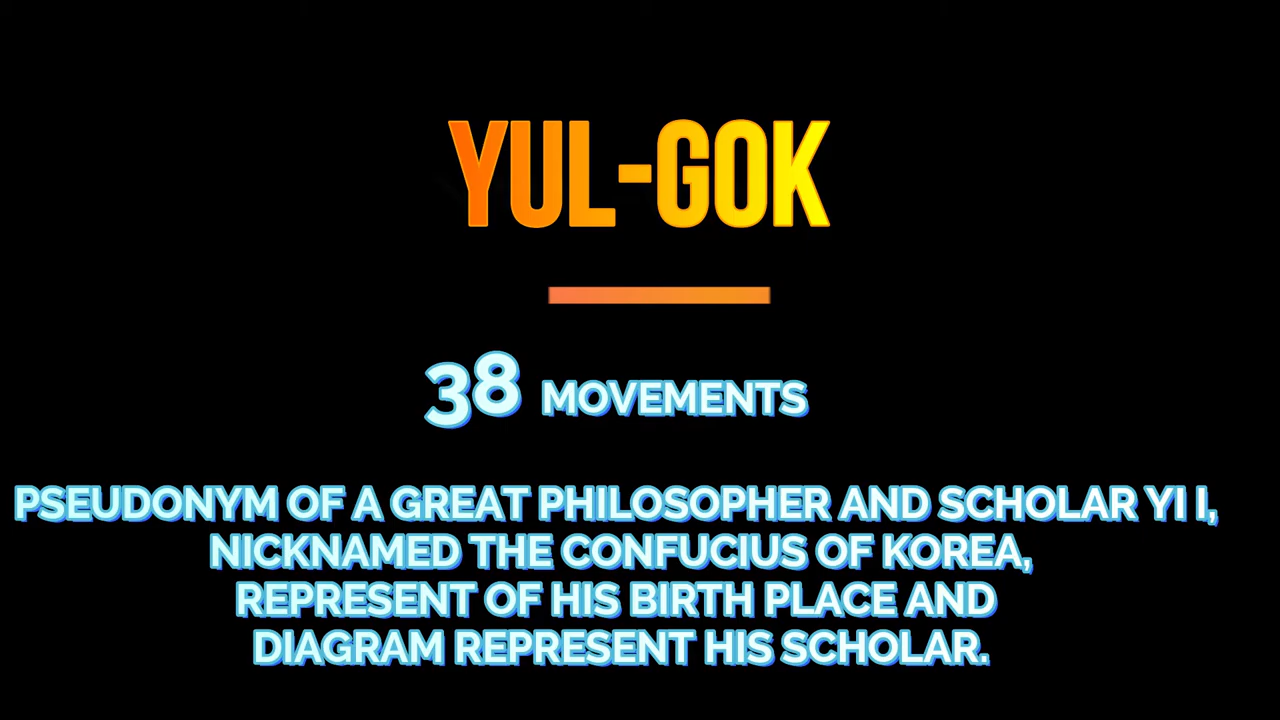 YUL-GOK
38 MOVEMENTS
PSEUDONYM OF A GREAT PHILOSOPHER AND SCHOLAR YI I,
NICKNAMED THE CONFUCIUS OF KOREA,
REPRESENT OF HIS BIRTH PLACE AND
DIAGRAM REPRESENT HIS SCHOLAR.